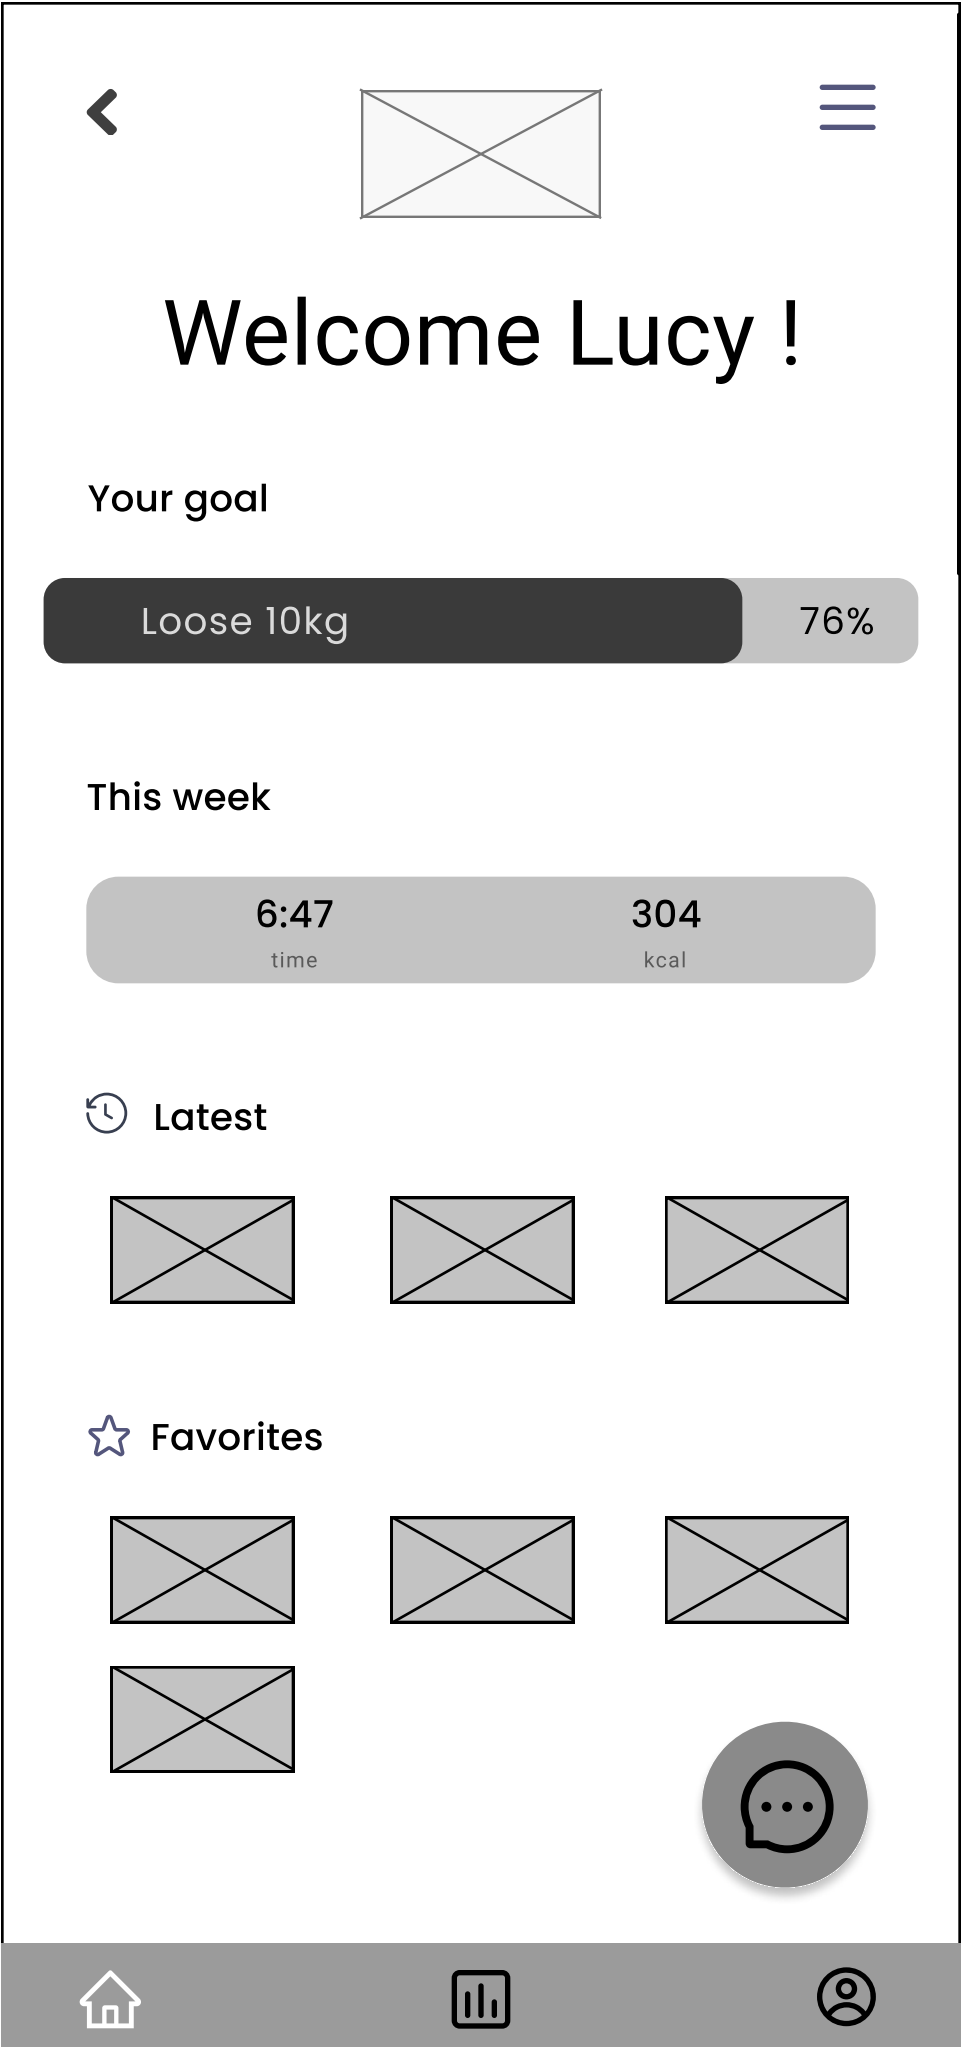 Welcome Lucy !
Your goal
Loose 10kg 76%
This week
6:47 304
time kcal
Latest
Favorites